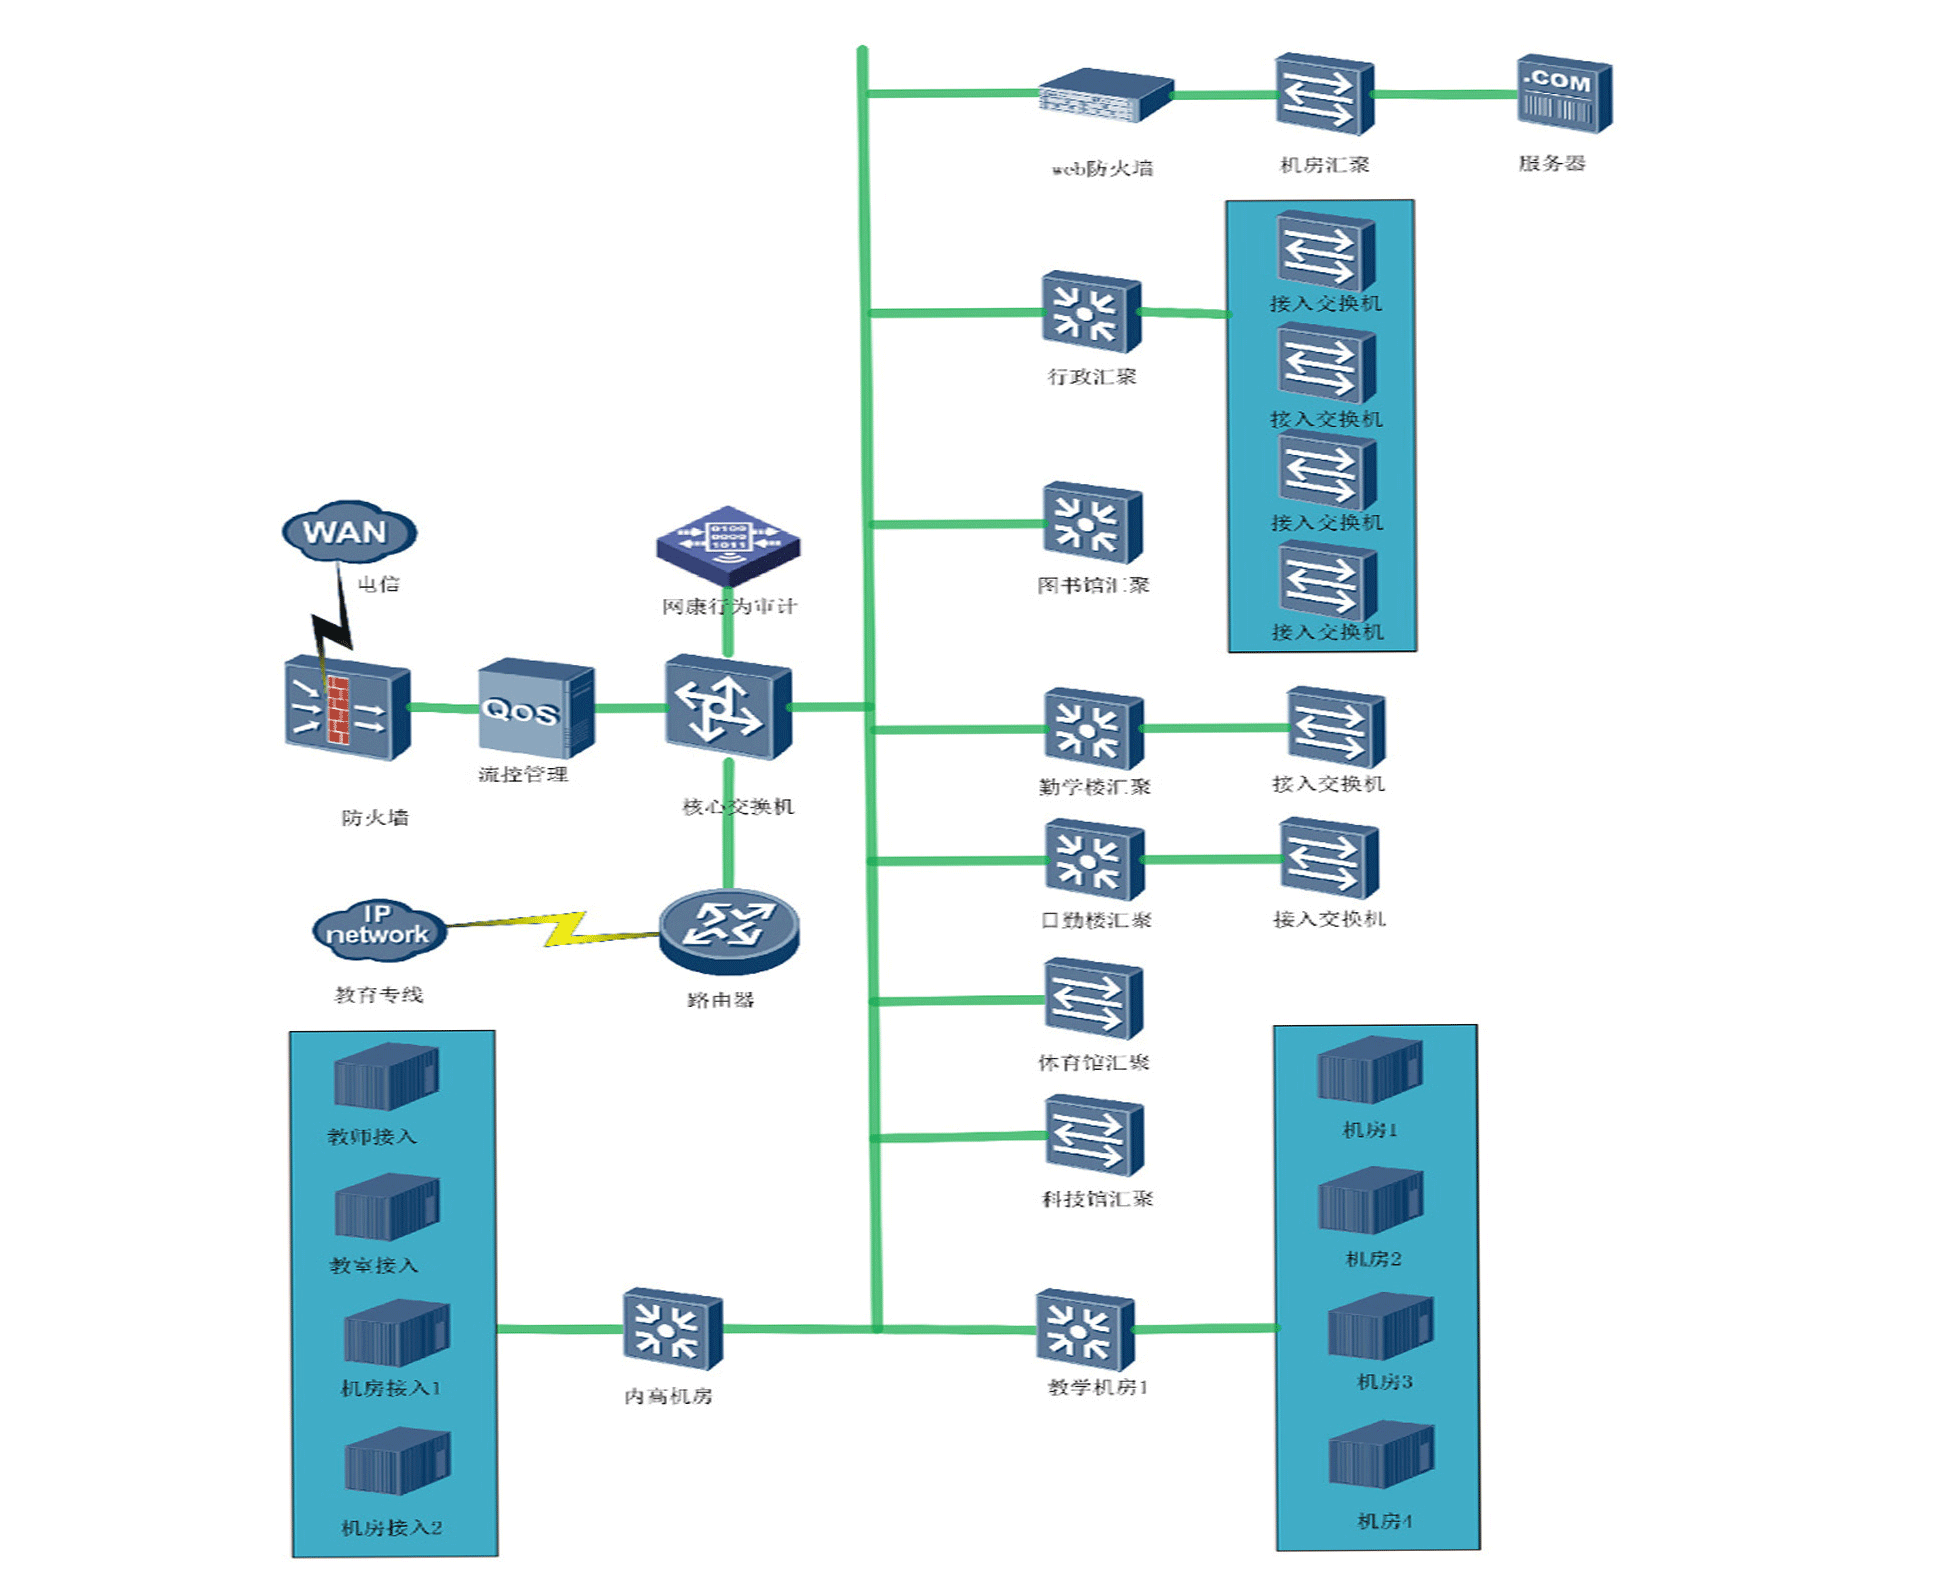 .COM
web防火墙
机房汇聚
服务器
接入交换机
行政汇聚
接入交换机
接入交换机
接入交换机
图书馆汇聚
WAN
电信
0100
0000
1011
网康行为审计
QoS
流控管理
防火墙
核心交换机
勤学楼汇聚
接入交换机
口勤楼汇聚
接入交换机
IP
network
教育专线
路由器
体育馆汇聚
科技馆汇聚
教师接入
教室接入
机房接入1
机房接入2
内高机房
教学机房1
机房1
机房2
机房3
机房4